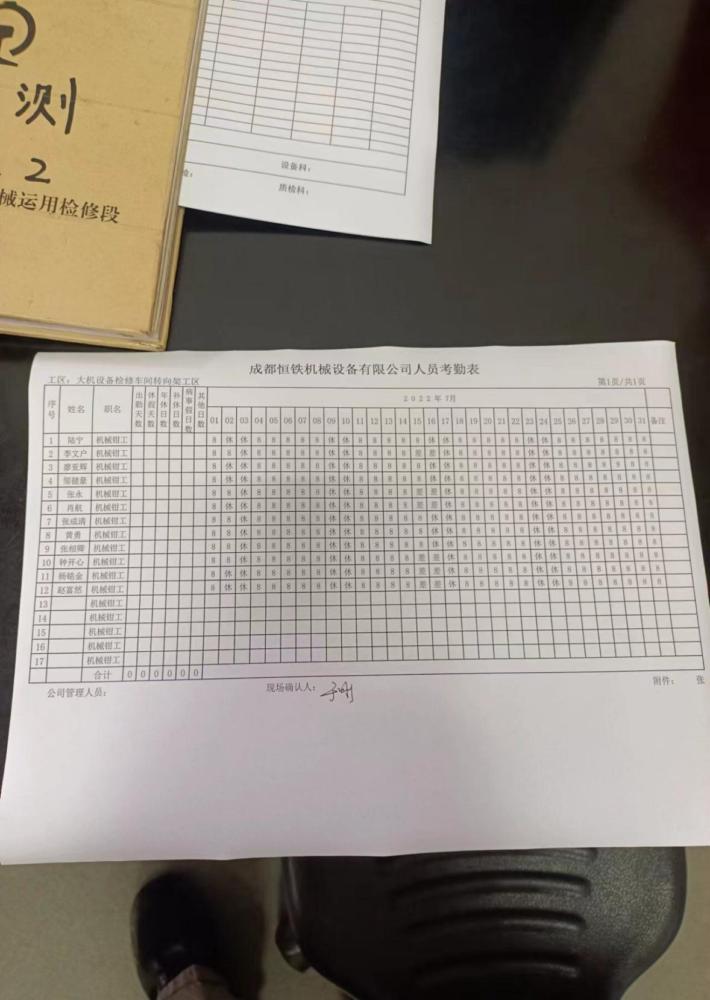 测
2
械运用检修段
设备科：
检：
质检科：
成都恒铁机械设备有限公司人员考勤表
工区：大机设备检修车间转向架工区 第1页/共1页
序号 姓名 职名 出勤天数 休假天数 年休日数 补休日数 病事假日数 其他日数 2022年7月
01 02 03 04 05 06 07 08 09 10 11 12 13 14 15 16 17 18 19 20 21 22 23 24 25 26 27 28 29 30 31 备注
1 陆宁 机械钳工 8 休 休 8 8 8 8 8 休 休 8 8 8 8 8 休 休 8 8 8 8 8 休 休 8 8 8 8 8 8 8
2 李文户 机械钳工 8 8 休 8 8 8 8 8 休 休 8 8 8 8 差 差 休 8 8 8 8 8 休 休 8 8 8 8 8 8 8
3 廖亚辉 机械钳工 8 休 休 8 8 8 8 8 休 休 8 8 8 8 8 休 休 8 8 8 8 8 休 休 8 8 8 8 8 8 8
4 邹健豪 机械钳工 8 休 休 8 8 8 8 8 休 休 8 8 8 8 8 休 休 8 8 8 8 8 休 休 8 8 8 8 8 8 8
5 张永 机械钳工 8 8 休 8 8 8 8 8 休 休 8 8 8 8 差 差 休 8 8 8 8 8 休 休 8 8 8 8 8 8 8
6 肖航 机械钳工 8 休 休 8 8 8 8 8 休 休 8 8 8 8 差 差 休 8 8 8 8 8 休 休 8 8 8 8 8 8 8
7 张成清 机械钳工 8 8 休 8 8 8 8 8 休 休 8 8 8 8 8 休 休 8 8 8 8 8 休 休 8 8 8 8 8 8 8
8 黄勇 机械钳工 8 8 休 8 8 8 8 8 休 休 8 8 8 8 8 休 休 8 8 8 8 8 休 休 8 8 8 8 8 8 8
9 张相卿 机械钳工 8 8 休 8 8 8 8 8 休 休 8 8 8 8 8 休 休 8 8 8 8 8 休 休 8 8 8 8 8 8 8
10 钟开心 机械钳工 8 8 休 8 8 8 8 8 休 休 8 8 8 8 差 差 休 8 8 8 8 8 休 休 8 8 8 8 8 8 8
11 杨铭金 机械钳工 8 休 休 8 8 8 8 8 休 休 8 8 8 8 差 差 休 8 8 8 8 8 休 休 8 8 8 8 8 8 8
12 赵富然 机械钳工 8 休 休 8 8 8 8 8 休 休 8 8 8 8 差 差 休 8 8 8 8 8 休 休 8 8 8 8 8 8 8
13 机械钳工
14 机械钳工
15 机械钳工
16 机械钳工
17 机械钳工
合计 0 0 0 0 0 0
公司管理人员： 现场确认人： 附件： 张